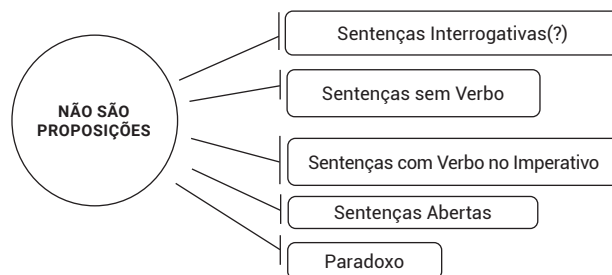 NÃO SÃO
PROPOSIÇÕES
Sentenças Interrogativas(?)
Sentenças sem Verbo
Sentenças com Verbo no Imperativo
Sentenças Abertas
Paradoxo